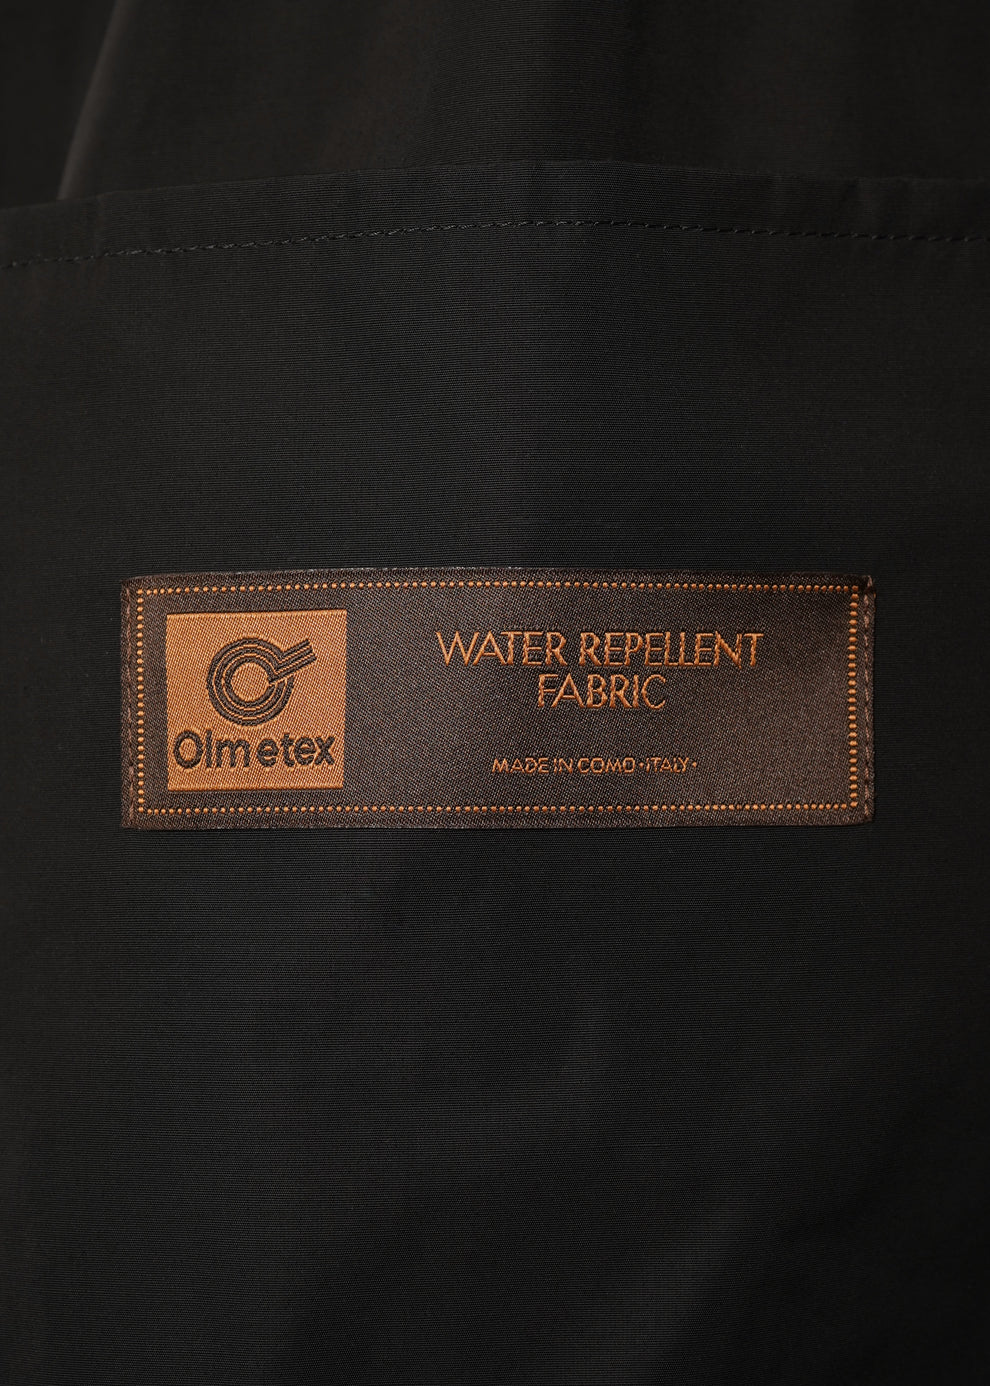 Olmetex
WATER REPELLENT
FABRIC
MADE IN COMO · ITALY ·